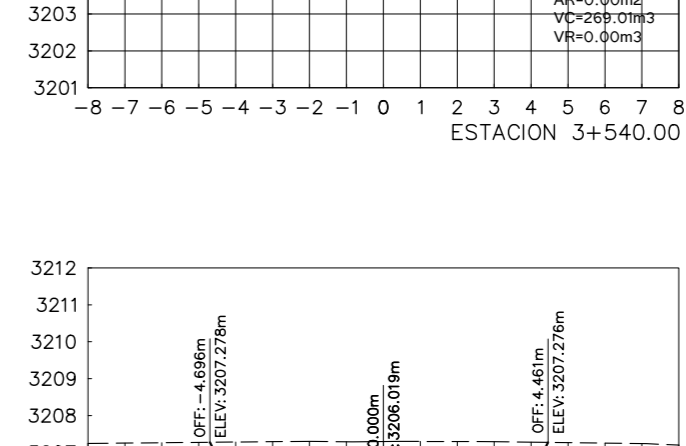 AR=0.00m2
3203
VC=269.01m3
VR=0.00m3
3202
3201
-8 -7 -6 -5 -4 -3 -2 -1 0 1 2 3 4 5 6 7 8
ESTACION 3+540.00
3212
3211
3210
3209
3208
OFF: -4.696m
ELEV: 3207.278m
0.000m
: 3206.019m
OFF: 4.461m
ELEV: 3207.276m